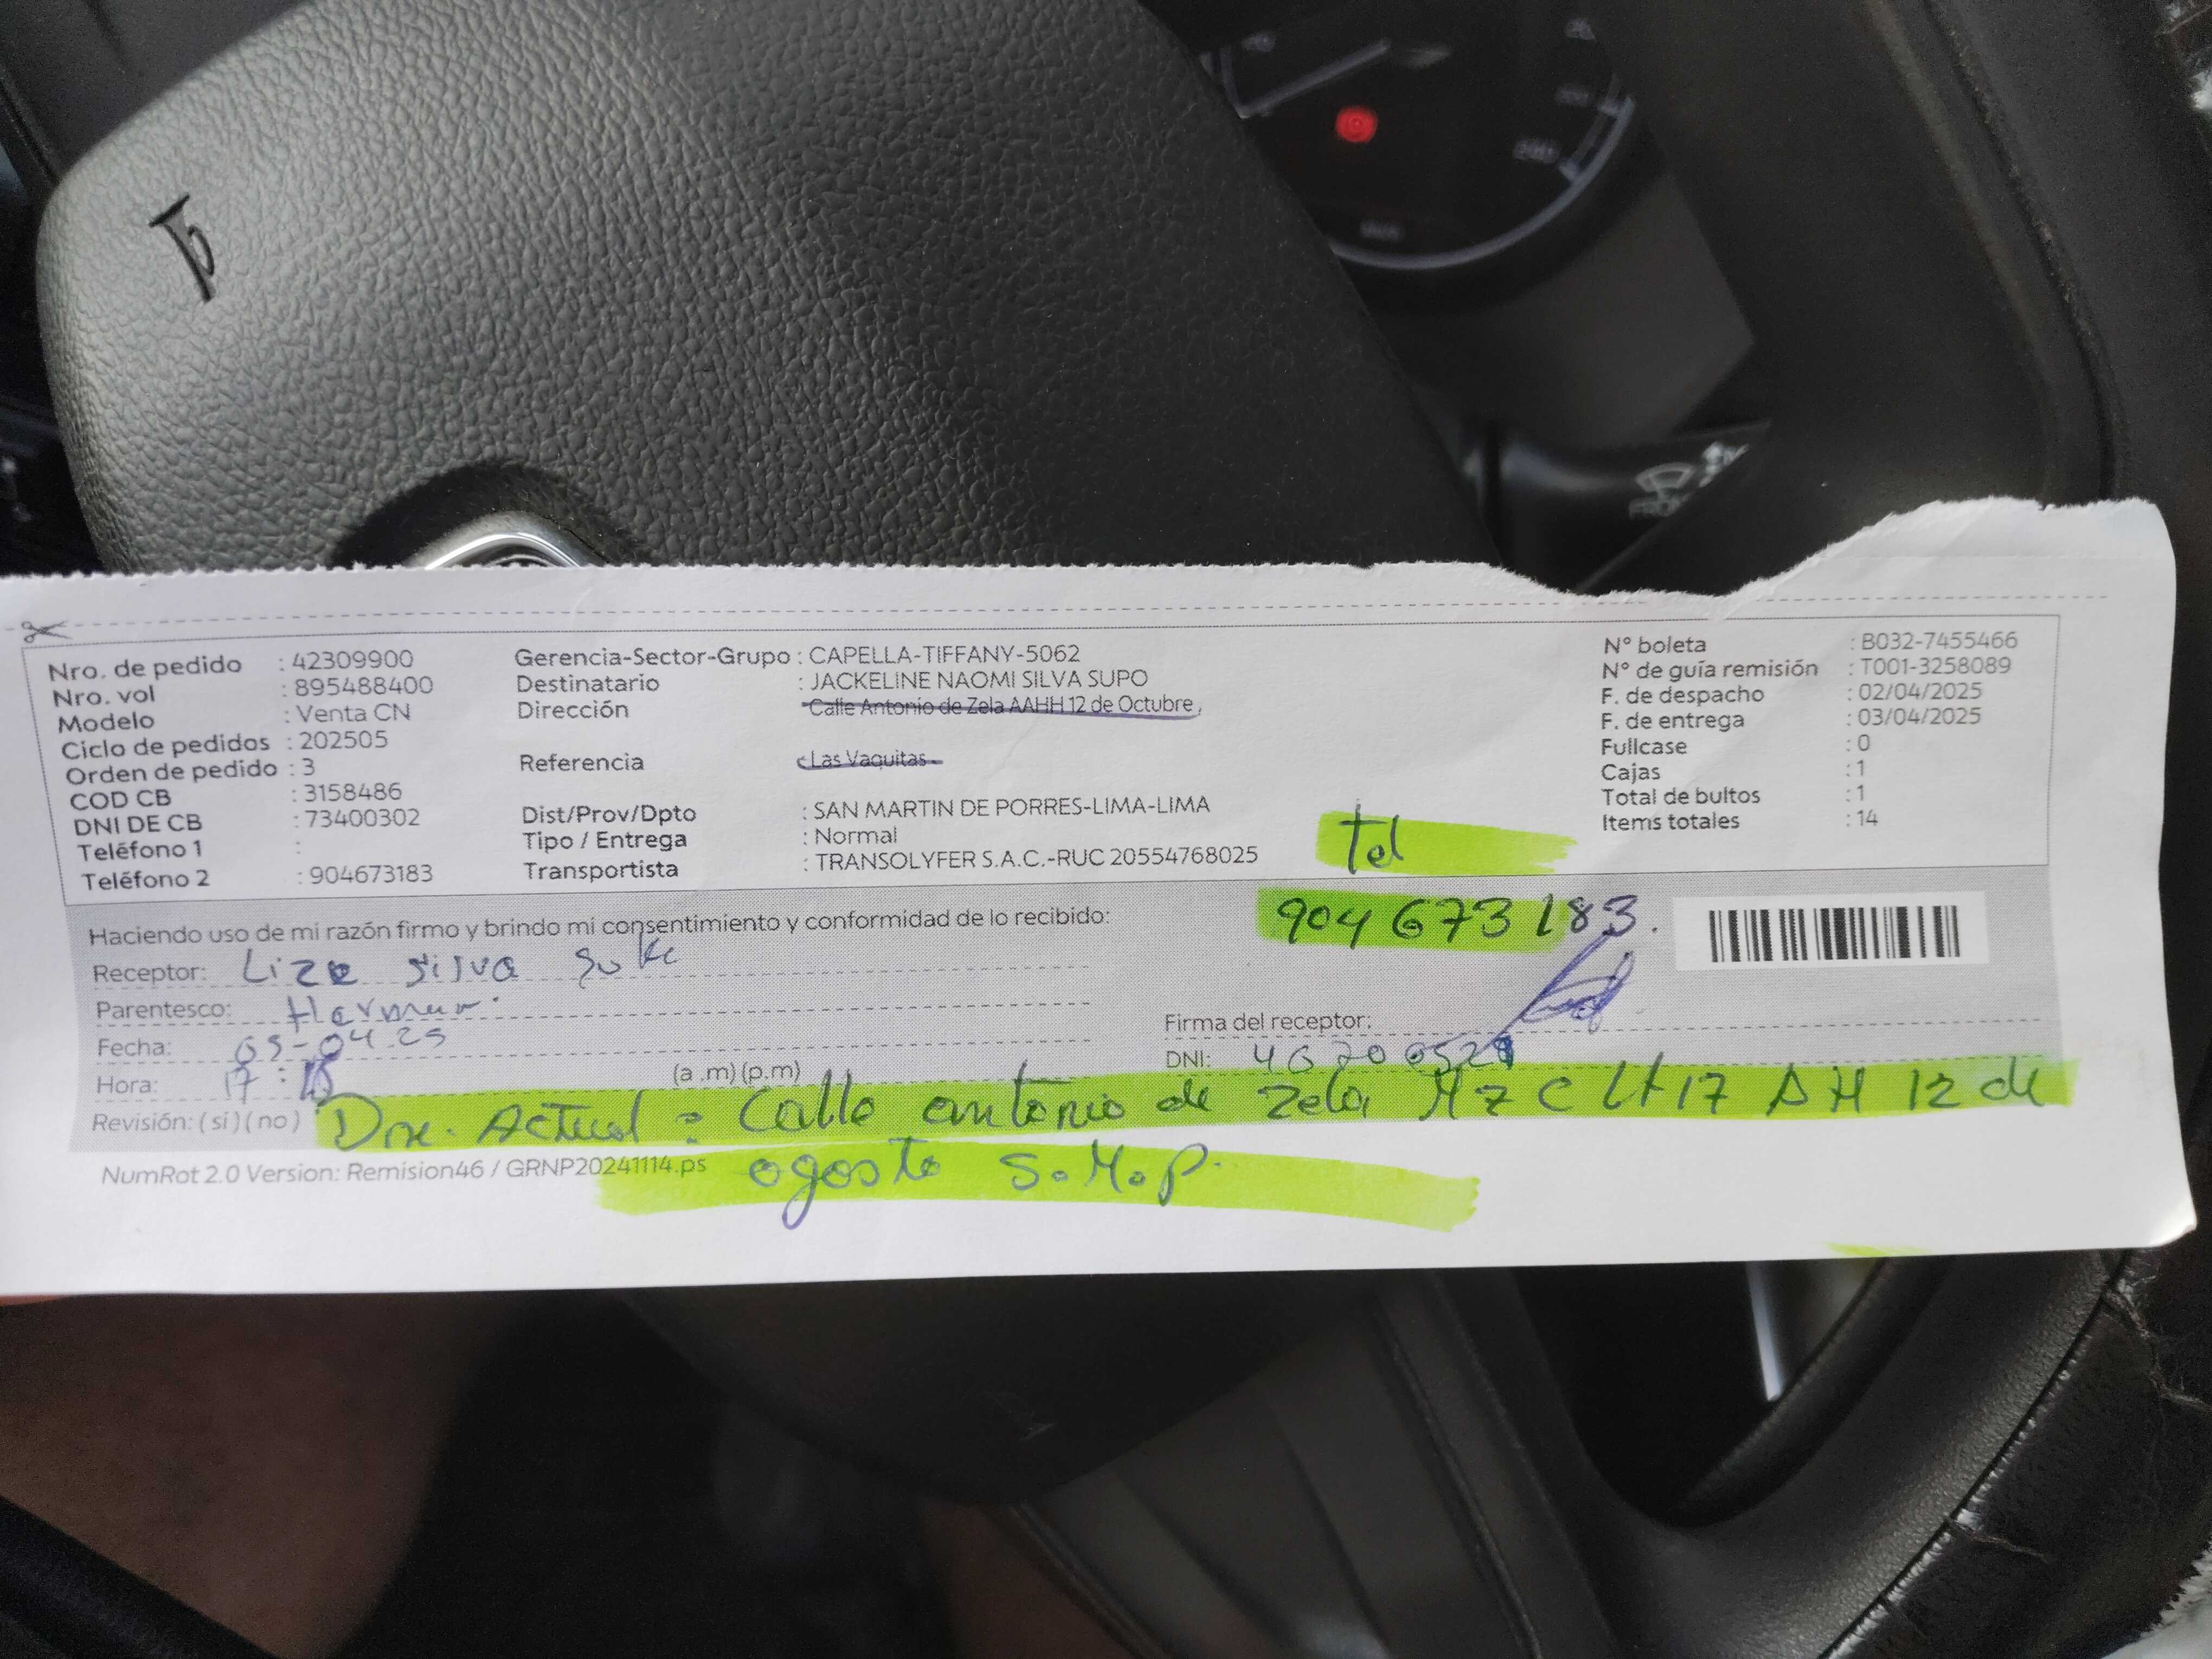 Nro. de pedido : 42309900
Nro. vol : 895488400
Modelo : Venta CN
Ciclo de pedidos : 202505
Orden de pedido : 3
COD CB : 3158486
DNI DE CB : 73400302
Teléfono 1 :
Teléfono 2 : 904673183
Gerencia-Sector-Grupo : CAPELLA-TIFFANY-5062
Destinatario : JACKELINE NAOMI SILVA SUPO
Dirección : Calle Antonio de Zela AAHH 12 de Octubre,
Referencia : Las Vaquitas
Dist/Prov/Dpto : SAN MARTIN DE PORRES-LIMA-LIMA
Tipo / Entrega : Normal
Transportista : TRANSOLYFER S.A.C.-RUC 20554768025
N° boleta : B032-7455466
N° de guía remisión : T001-3258089
F. de despacho : 02/04/2025
F. de entrega : 03/04/2025
Fullcase : 0
Cajas : 1
Total de bultos : 1
Items totales : 14
Tel
904673183.
Haciendo uso de mi razón firmo y brindo mi consentimiento y conformidad de lo recibido:
Receptor: silva
Parentesco:
Fecha: 03-04-25
Hora: 17 : (a.m)(p.m)
Firma del receptor:
DNI:
Revisión: (si) (no)
Dre. Actual : Calle antonio de Zela Mz C Lt 17 AH 12 de
agosto S.M.P.
NumRot 2.0 Version: Remision46 / GRNP20241114.ps